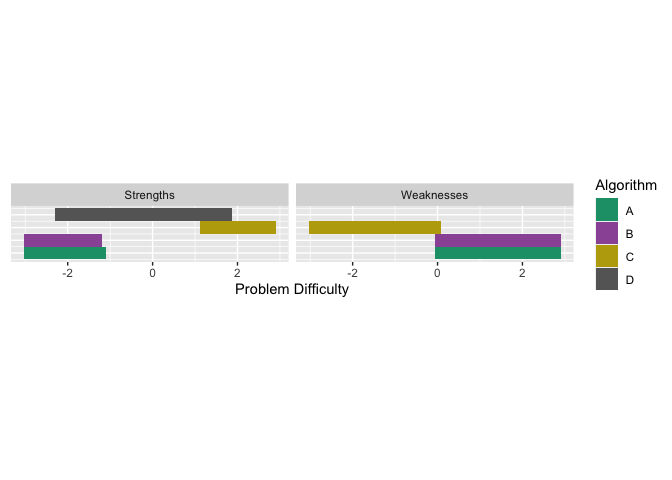 Strengths
Weaknesses
-2 0 2
-2 0 2
Problem Difficulty
Algorithm
A
B
C
D